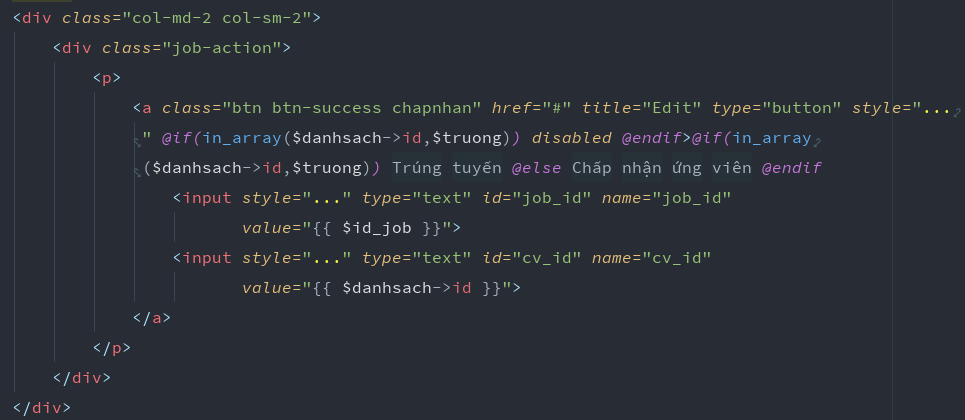 <div class="col-md-2 col-sm-2">
<div class="job-action">
<p>
<a class="btn btn-success chapnhan" href="#" title="Edit" type="button" style="...
" @if(in_array($danhsach->id,$truong)) disabled @endif>@if(in_array
($danhsach->id,$truong)) Trúng tuyển @else Chấp nhận ứng viên @endif
<input style="..." type="text" id="job_id" name="job_id"
value="{{ $id_job }}">
<input style="..." type="text" id="cv_id" name="cv_id"
value="{{ $danhsach->id }}">
</a>
</p>
</div>
</div>